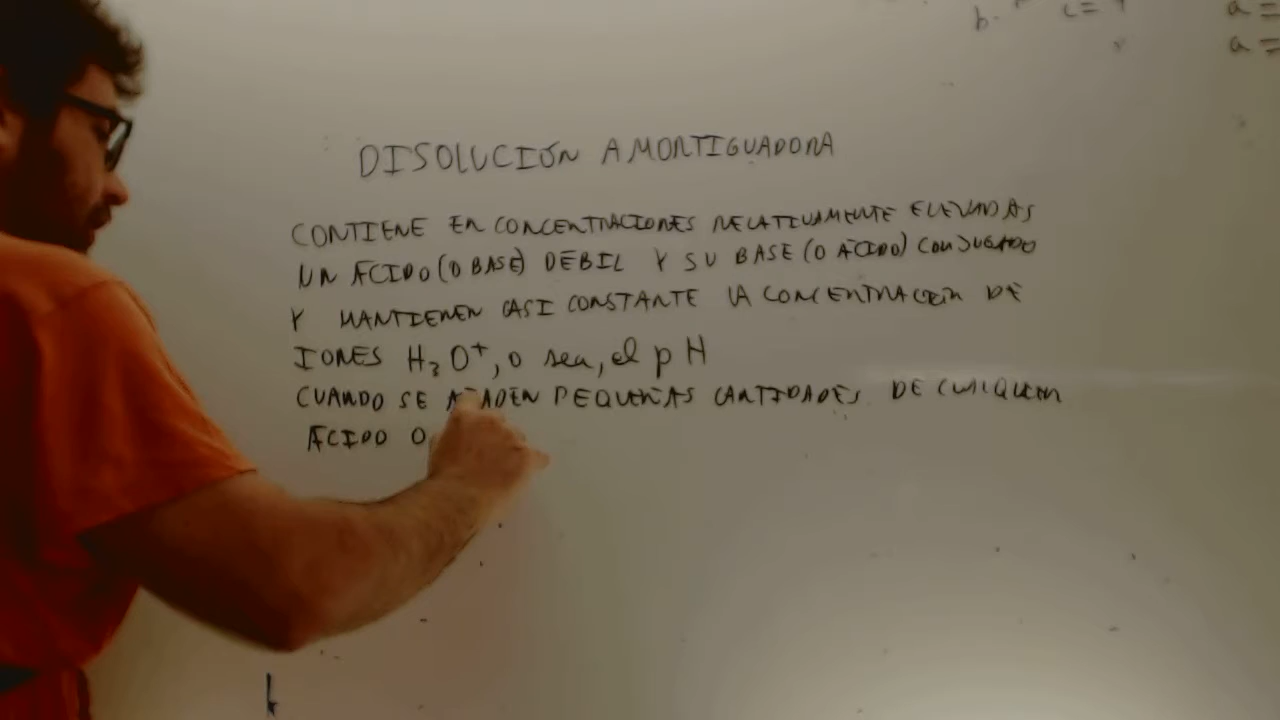 b. c=
a =
a =
DISOLUCIÓN AMORTIGUADORA
CONTIENE EN CONCENTRACIONES RELATIVAMENTE ELEVADAS
UN ÁCIDO (O BASE) DÉBIL Y SU BASE (O ÁCIDO) CONJUGADO
Y MANTIENEN CASI CONSTANTE LA CONCENTRACIÓN DE
IONES H₃O⁺, o sea, el pH
CUANDO SE AÑADEN PEQUEÑAS CANTIDADES DE CUALQUIER
ÁCIDO O